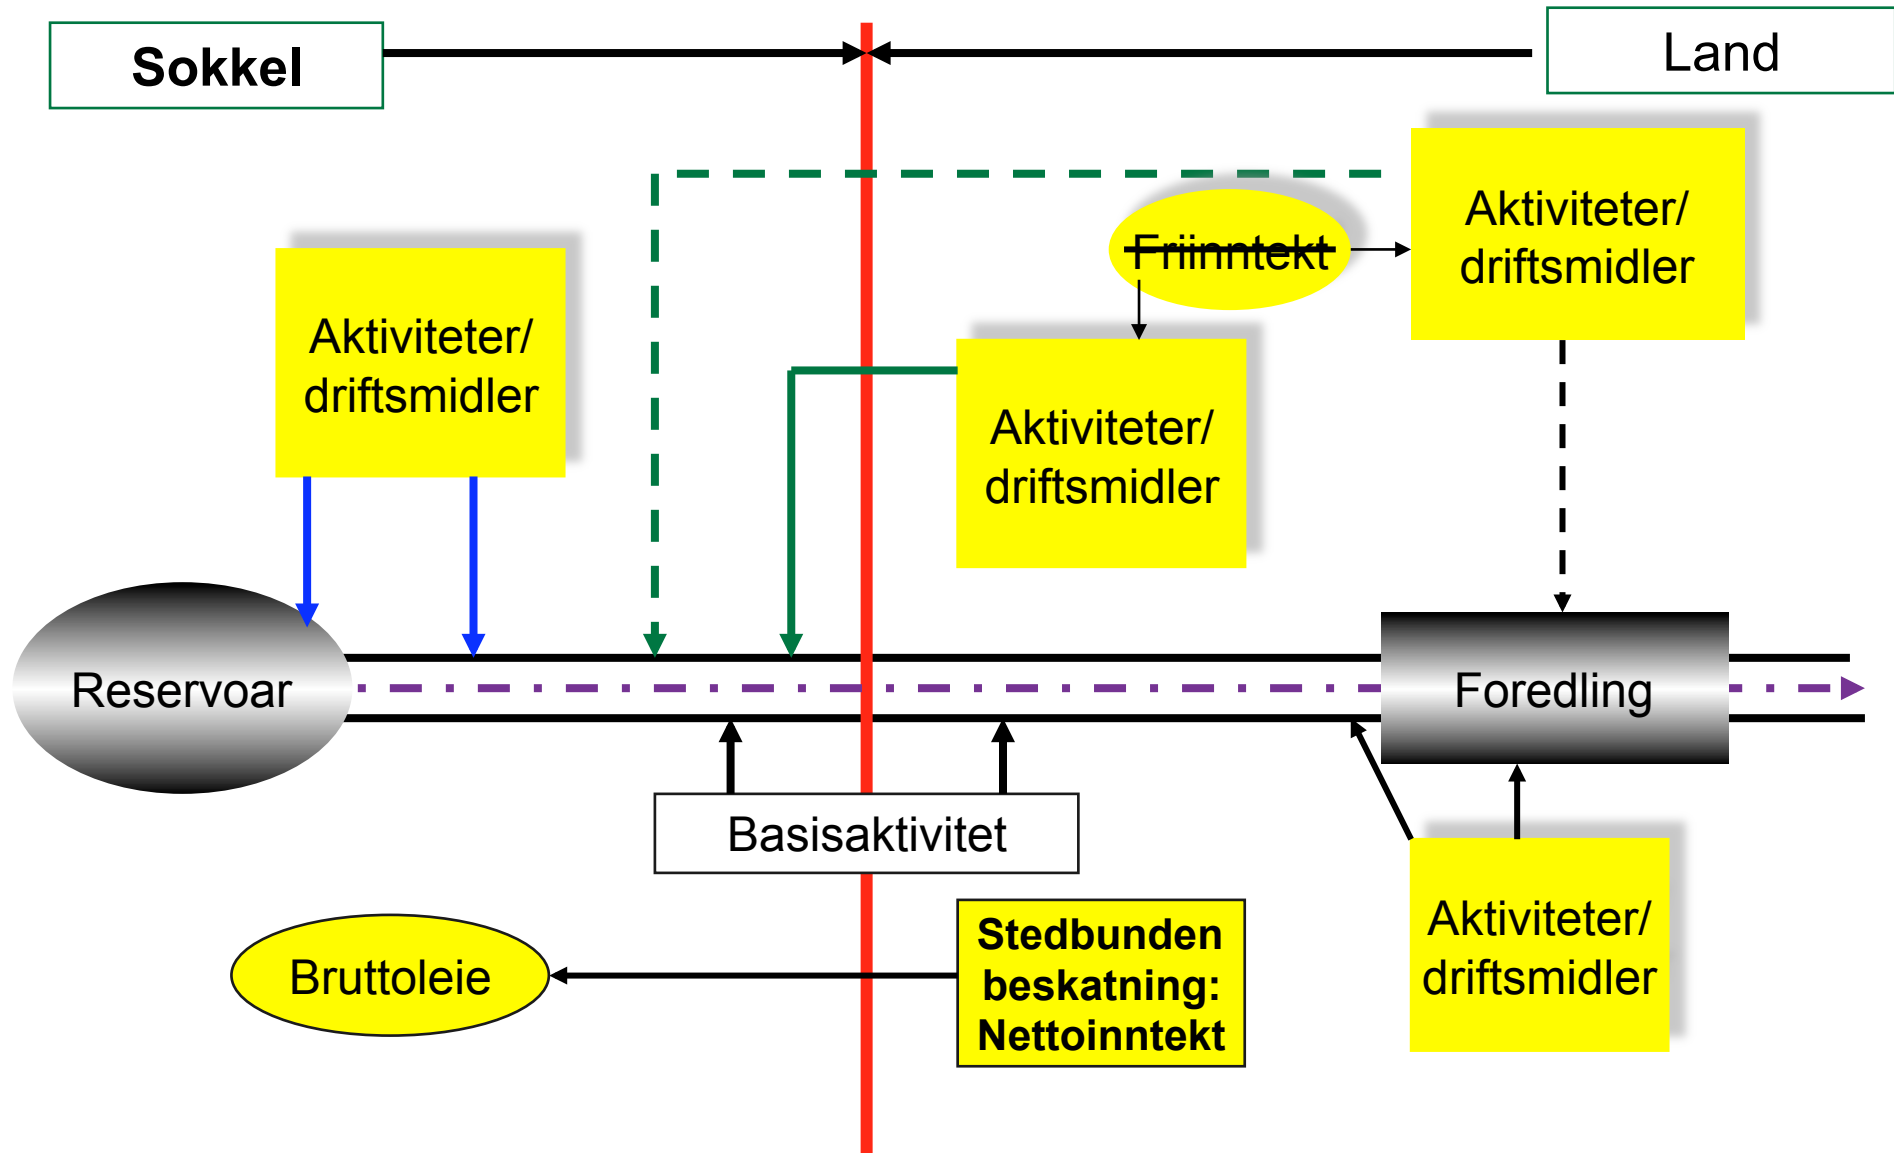 Sokkel
Land
Aktiviteter/
driftsmidler
Friinntekt
Aktiviteter/
driftsmidler
Aktiviteter/
driftsmidler
Reservoar
Foredling
Basisaktivitet
Bruttoleie
Stedbunden
beskatning:
Nettoinntekt
Aktiviteter/
driftsmidler